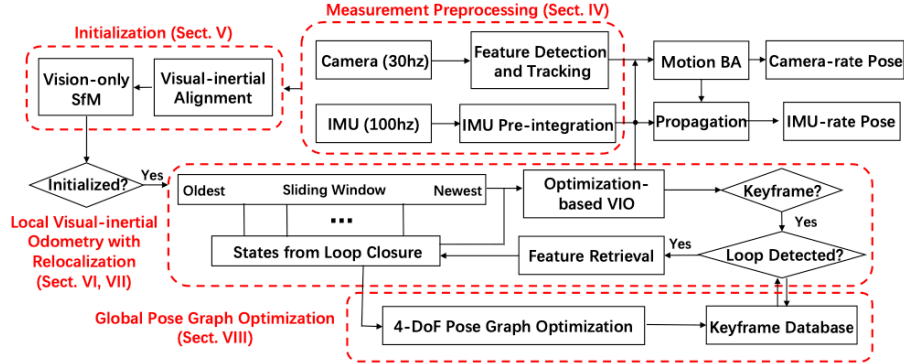 Measurement Preprocessing (Sect. IV)
Initialization (Sect. V)
Vision-only
SfM
Visual-inertial
Alignment
Camera (30hz)
Feature Detection
and Tracking
Motion BA
Camera-rate Pose
IMU (100hz)
IMU Pre-integration
Propagation
IMU-rate Pose
Initialized?
Yes
Oldest
Sliding Window
Newest
...
Optimization-
based VIO
Keyframe?
Yes
Local Visual-inertial
Odometry with
Relocalization
(Sect. VI, VII)
States from Loop Closure
Feature Retrieval
Yes
Loop Detected?
Global Pose Graph Optimization
(Sect. VIII)
4-DoF Pose Graph Optimization
Keyframe Database